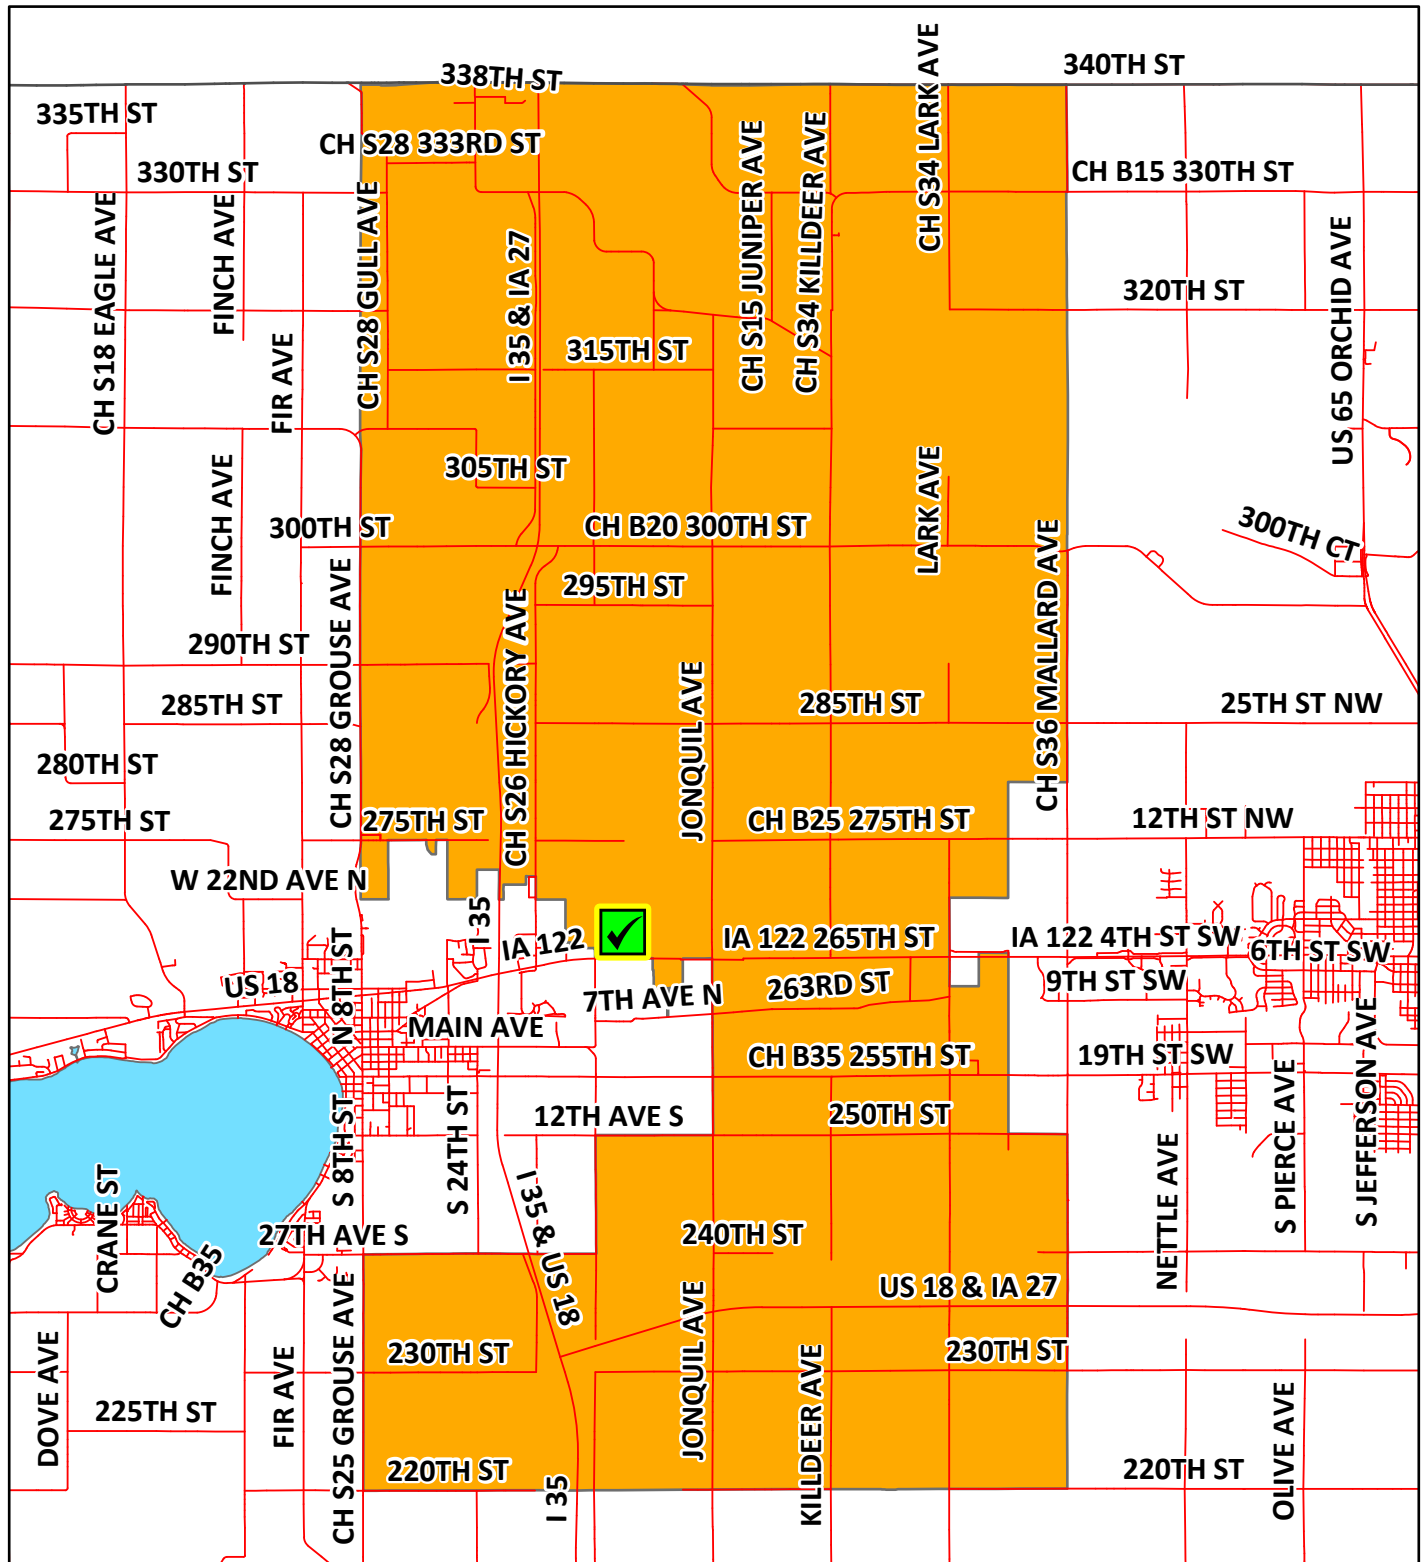 340TH ST
338TH ST
335TH ST
CH S28 333RD ST
330TH ST
CH B15 330TH ST
CH S34 LARK AVE
CH S15 JUNIPER AVE
CH S34 KILLDEER AVE
CH S18 EAGLE AVE
FINCH AVE
CH S28 GULL AVE
I 35 & IA 27
US 65 ORCHID AVE
320TH ST
FIR AVE
315TH ST
305TH ST
FINCH AVE
LARK AVE
300TH ST
CH B20 300TH ST
300TH CT
CH S36 MALLARD AVE
295TH ST
CH S28 GROUSE AVE
CH S26 HICKORY AVE
290TH ST
JONQUIL AVE
285TH ST
285TH ST
25TH ST NW
280TH ST
275TH ST
275TH ST
CH B25 275TH ST
12TH ST NW
W 22ND AVE N
I 35
IA 122
IA 122 265TH ST
IA 122 4TH ST SW
6TH ST SW
N 8TH ST
US 18
7TH AVE N
263RD ST
9TH ST SW
MAIN AVE
CH B35 255TH ST
19TH ST SW
S JEFFERSON AVE
S PIERCE AVE
12TH AVE S
250TH ST
S 8TH ST
S 24TH ST
NETTLE AVE
CRANE ST
27TH AVE S
I 35 & US 18
240TH ST
CH B35
US 18 & IA 27
CH S25 GROUSE AVE
JONQUIL AVE
230TH ST
230TH ST
DOVE AVE
FIR AVE
KILLDEER AVE
225TH ST
OLIVE AVE
220TH ST
I 35
220TH ST